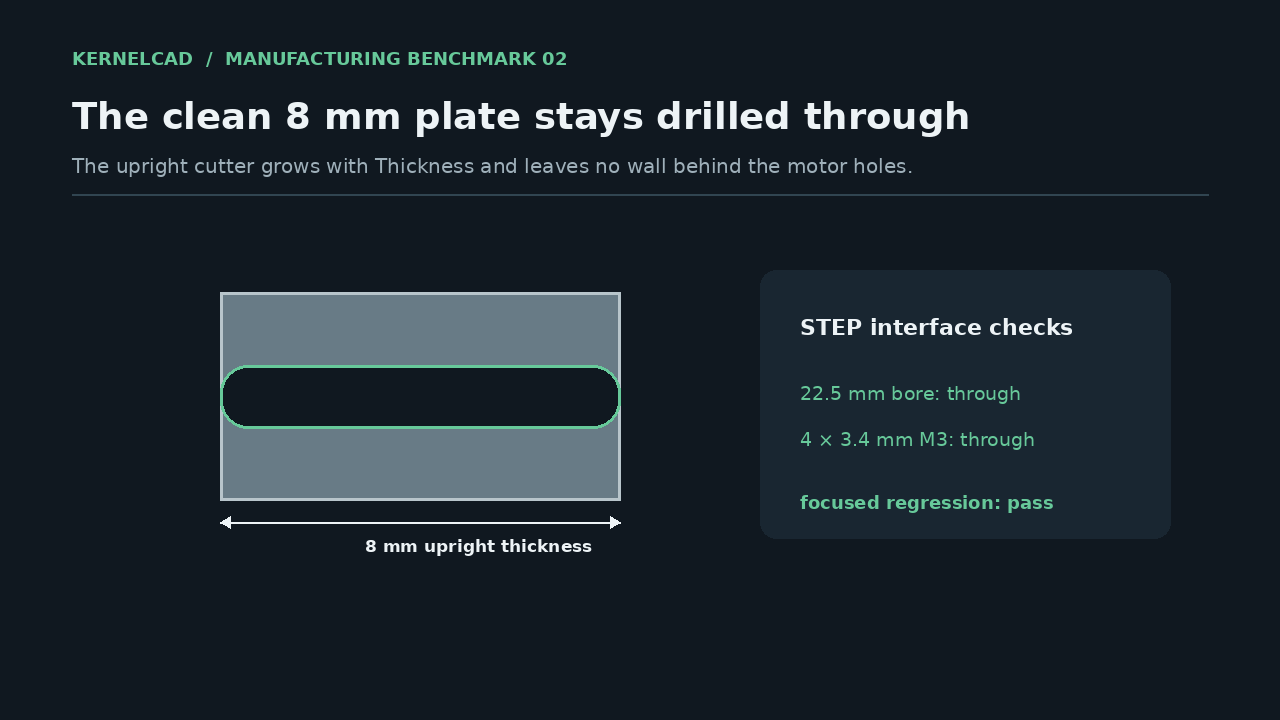 KERNELCAD / MANUFACTURING BENCHMARK 02
The clean 8 mm plate stays drilled through
The upright cutter grows with Thickness and leaves no wall behind the motor holes.
STEP interface checks
22.5 mm bore: through
4 × 3.4 mm M3: through
focused regression: pass
8 mm upright thickness